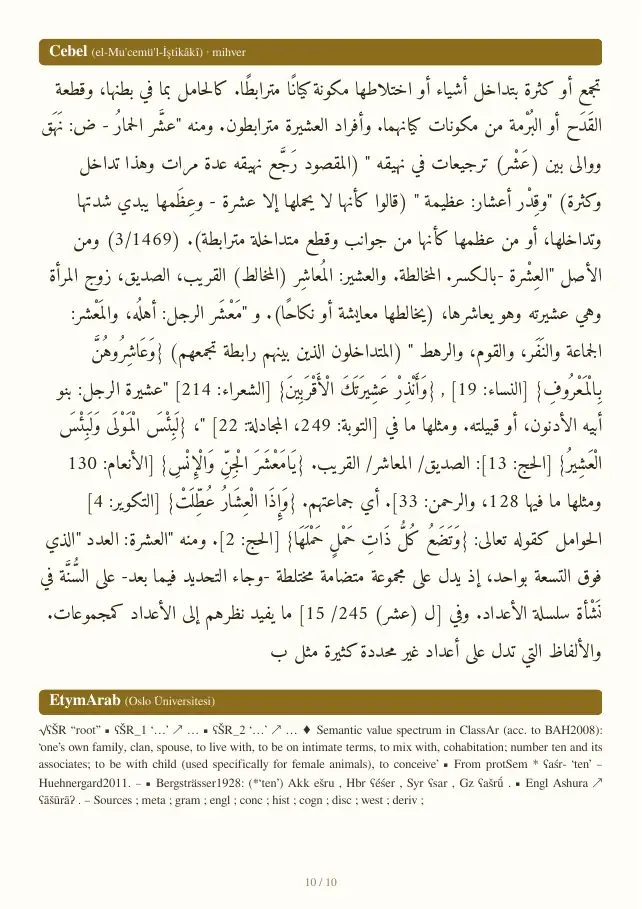 Cebel (el-Mu'cemü'l-İştikâkî) · mihver
تجمع أو كثرة بتداخل أشياء أو اختلاطها مكونة كيانًا مترابطًا. كالحامل بما في بطنها، وقطعة
القَدَح أو البُرْمة من مكونات كيانهما. وأفراد العشيرة مترابطون. ومنه "عشَّر الحمارُ - ض: نَهَق
ووالى بين (عَشْر) ترجيعات في نهيقه " (المقصود رَجَّع نهيقه عدة مرات وهذا تداخل
وكثرة) "وقِدْر أعشار: عظيمة " (قالوا كأنها لا يحملها إلا عشرة - وعِظَمها يبدي شدتها
وتداخلها، أو من عظمها كأنها من جوانب وقطع متداخلة مترابطة). (3/1469) ومن
الأصل "العِشْرة -بالكسر. المخالطة. والعشير: المُعاشِر (المخالط) القريب، الصديق، زوج المرأة
وهي عشيرته وهو يعاشرها، (يخالطها معايشة أو نكاحًا). و "مَعْشَر الرجل: أهلُه، والمَعْشر:
الجماعة والنَفَر، والقوم، والرهط " (المتداخلون الذين بينهم رابطة تجمعهم) {وَعَاشِرُوهُنَّ
بِالْمَعْرُوفِ} [النساء: 19] , {وَأَنْذِرْ عَشِيرَتَكَ الْأَقْرَبِينَ} [الشعراء: 214] "عشيرة الرجل: بنو
أبيه الأدنون، أو قبيلته. ومثلها ما في [التوبة: 249، المجادلة: 22] "، {لَبِئْسَ الْمَوْلَى وَلَبِئْسَ
الْعَشِيرُ} [الحج: 13]: الصديق/ المعاشر/ القريب. {يَامَعْشَرَ الْجِنِّ وَالْإِنْسِ} [الأنعام: 130
ومثلها ما فيها 128، والرحمن: 33]. أي جماعتهم. {وَإِذَا الْعِشَارُ عُطِّلَتْ} [التكوير: 4]
الحوامل كقوله تعالى: {وَتَضَعُ كُلُّ ذَاتِ حَمْلٍ حَمْلَهَا} [الحج: 2]. ومنه "العشرة: العدد "الذي
فوق التسعة بواحد، إذ يدل على مجموعة متضامة مختلطة -وجاء التحديد فيما بعد- على السُّنَّة في
نَشْأة سلسلة الأعداد. وفي [ل (عشر) 245/ 15] ما يفيد نظرهم إلى الأعداد كمجموعات.
والألفاظ التي تدل على أعداد غير محددة كثيرة مثل ب
EtymArab (Oslo Üniversitesi)
√ʕŠR “root” ▪ ʕŠR_1 ‘…’ ↗ … ▪ ʕŠR_2 ‘…’ ↗ … ♦ Semantic value spectrum in ClassAr (acc. to BAH2008):
‘one's own family, clan, spouse, to live with, to be on intimate terms, to mix with, cohabitation; number ten and its
associates; to be with child (used specifically for female animals), to conceive’ ▪ From protSem * ʕaśr- ‘ten’ –
Huehnergard2011. – ▪ Bergsträsser1928: (*‘ten’) Akk ešru , Hbr ʕéśer , Syr ʕsar , Gz ʕašrū́ . ▪ Engl Ashura ↗
ʕāšūrāʔ . – Sources ; meta ; gram ; engl ; conc ; hist ; cogn ; disc ; west ; deriv ;
10 / 10